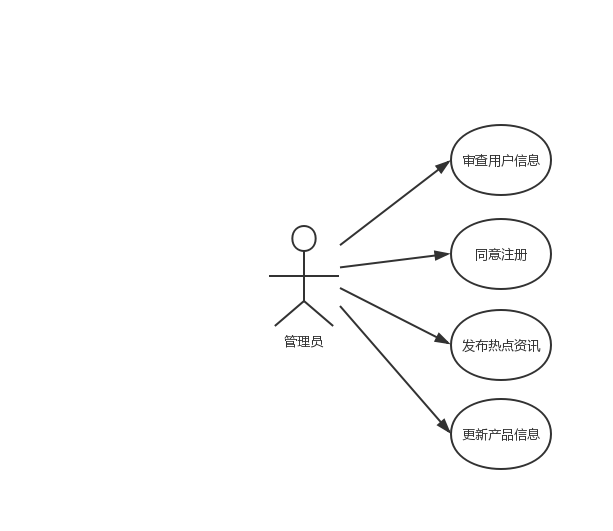 审查用户信息
同意注册
管理员
发布热点资讯
更新产品信息